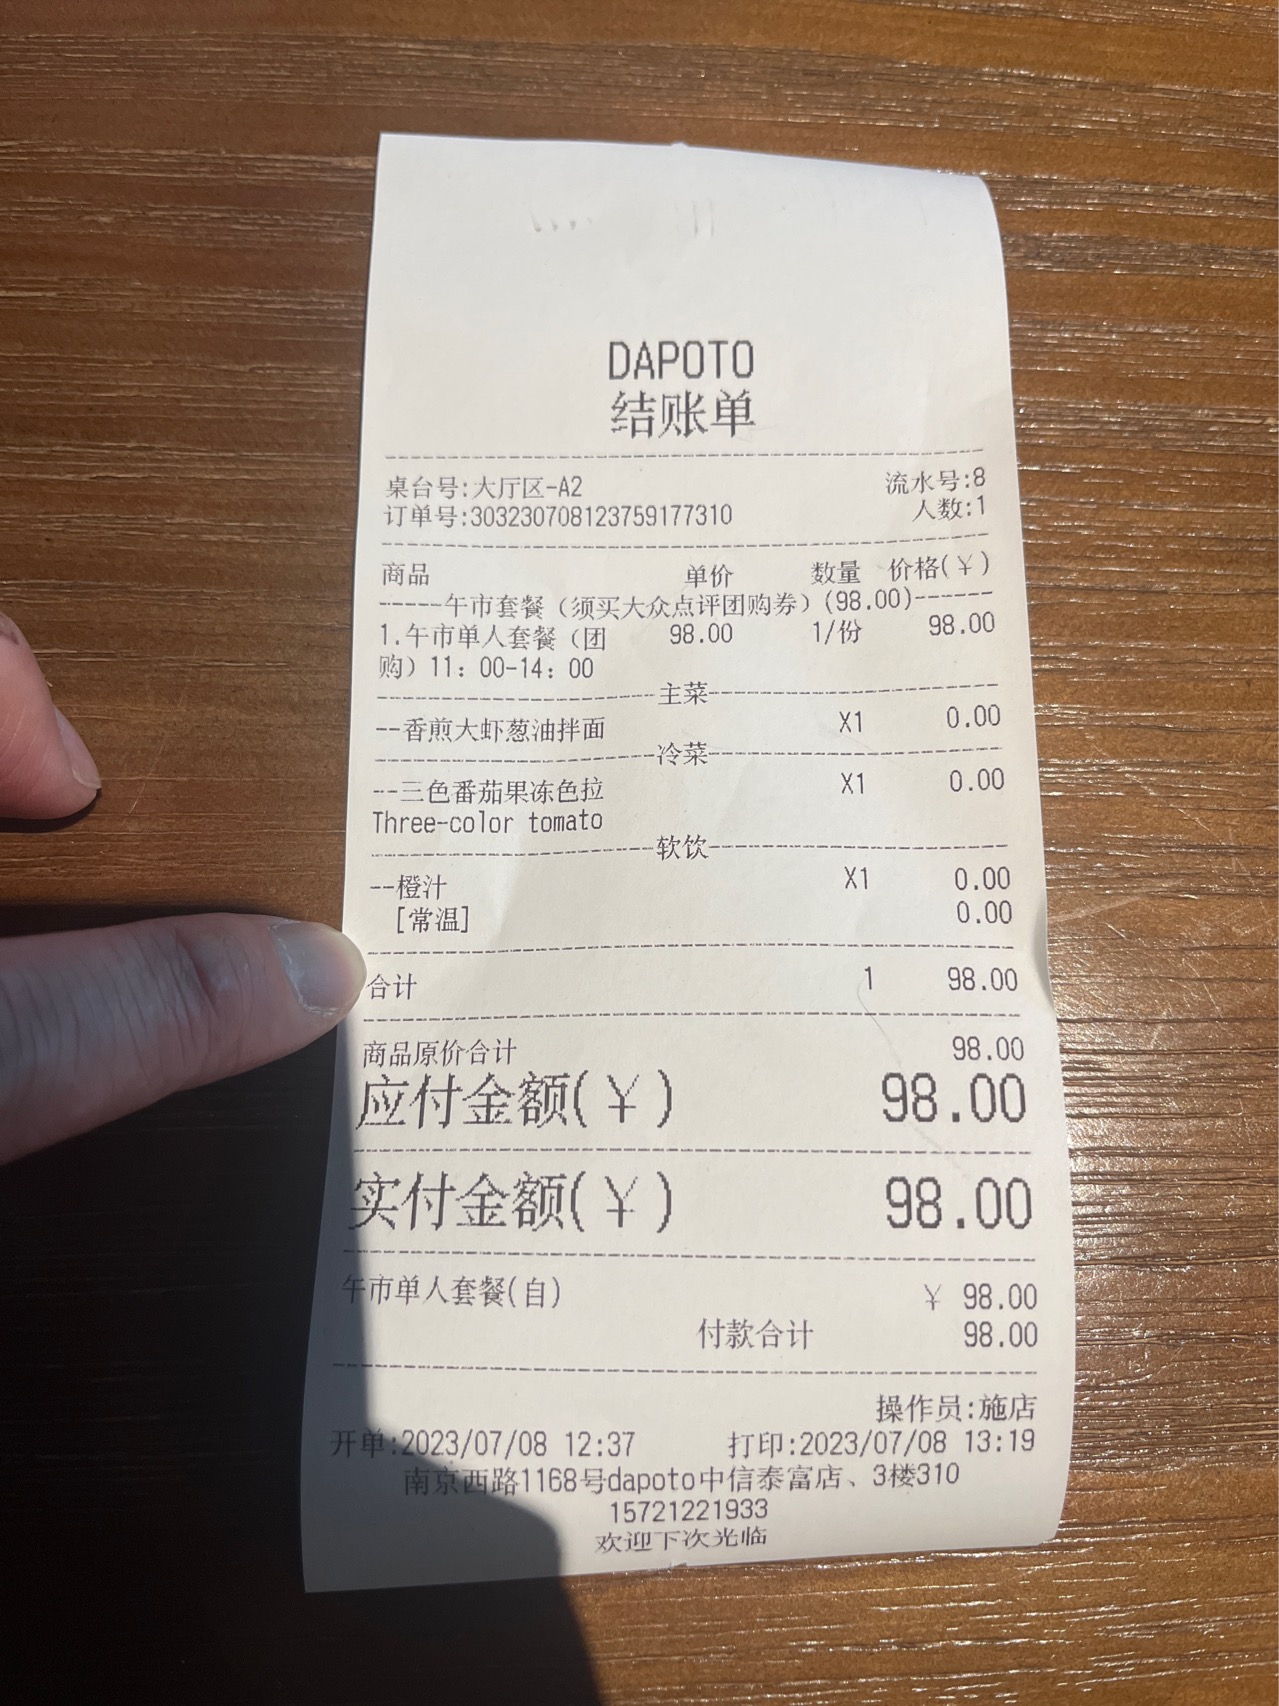 DAPOTO
结账单
桌台号:大厅区-A2 流水号:8
订单号:303230708123759177310 人数:1
商品 单价 数量 价格(¥)
------午市套餐（须买大众点评团购券）(98.00)------
1.午市单人套餐（团 98.00 1/份 98.00
购）11：00-14：00
主菜
--香煎大虾葱油拌面 X1 0.00
冷菜
--三色番茄果冻色拉 X1 0.00
Three-color tomato
软饮
--橙汁 X1 0.00
[常温] 0.00
合计 1 98.00
商品原价合计 98.00
应付金额(¥) 98.00
实付金额(¥) 98.00
午市单人套餐(自) ¥ 98.00
付款合计 98.00
操作员:施店
开单:2023/07/08 12:37 打印:2023/07/08 13:19
南京西路1168号dapoto中信泰富店、3楼310
15721221933
欢迎下次光临